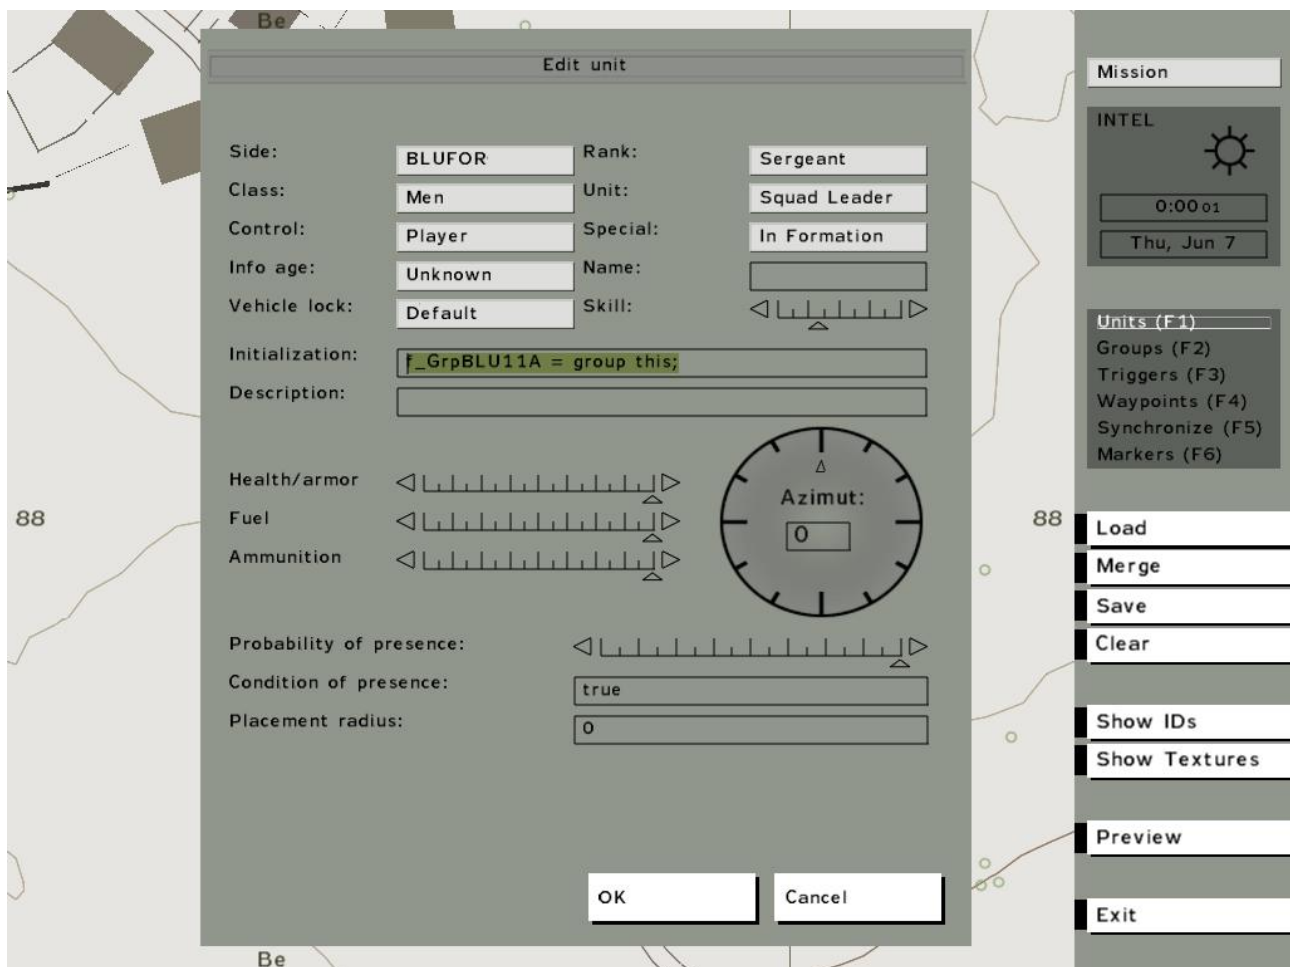 Be
Edit unit
Side:
BLUFOR
Rank:
Sergeant
Class:
Men
Unit:
Squad Leader
Control:
Player
Special:
In Formation
Info age:
Unknown
Name:
Vehicle lock:
Default
Skill:
Initialization:
f_GrpBLU11A = group this;
Description:
Health/armor
Fuel
Ammunition
Azimut:
0
Probability of presence:
Condition of presence:
true
Placement radius:
0
OK
Cancel
88
88
Be
Mission
INTEL
0:00 01
Thu, Jun 7
Units (F1)
Groups (F2)
Triggers (F3)
Waypoints (F4)
Synchronize (F5)
Markers (F6)
Load
Merge
Save
Clear
Show IDs
Show Textures
Preview
Exit